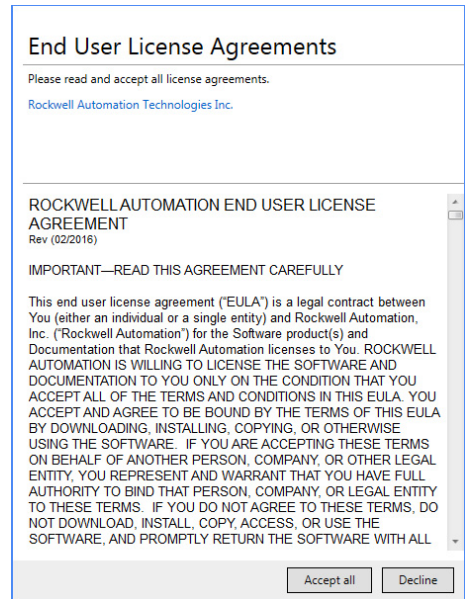 End User License Agreements
Please read and accept all license agreements.
Rockwell Automation Technologies Inc.
ROCKWELL AUTOMATION END USER LICENSE
AGREEMENT
Rev (02/2016)
IMPORTANT—READ THIS AGREEMENT CAREFULLY
This end user license agreement ("EULA") is a legal contract between
You (either an individual or a single entity) and Rockwell Automation,
Inc. ("Rockwell Automation") for the Software product(s) and
Documentation that Rockwell Automation licenses to You. ROCKWELL
AUTOMATION IS WILLING TO LICENSE THE SOFTWARE AND
DOCUMENTATION TO YOU ONLY ON THE CONDITION THAT YOU
ACCEPT ALL OF THE TERMS AND CONDITIONS IN THIS EULA. YOU
ACCEPT AND AGREE TO BE BOUND BY THE TERMS OF THIS EULA
BY DOWNLOADING, INSTALLING, COPYING, OR OTHERWISE
USING THE SOFTWARE. IF YOU ARE ACCEPTING THESE TERMS
ON BEHALF OF ANOTHER PERSON, COMPANY, OR OTHER LEGAL
ENTITY, YOU REPRESENT AND WARRANT THAT YOU HAVE FULL
AUTHORITY TO BIND THAT PERSON, COMPANY, OR LEGAL ENTITY
TO THESE TERMS. IF YOU DO NOT AGREE TO THESE TERMS, DO
NOT DOWNLOAD, INSTALL, COPY, ACCESS, OR USE THE
SOFTWARE, AND PROMPTLY RETURN THE SOFTWARE WITH ALL
Accept all Decline